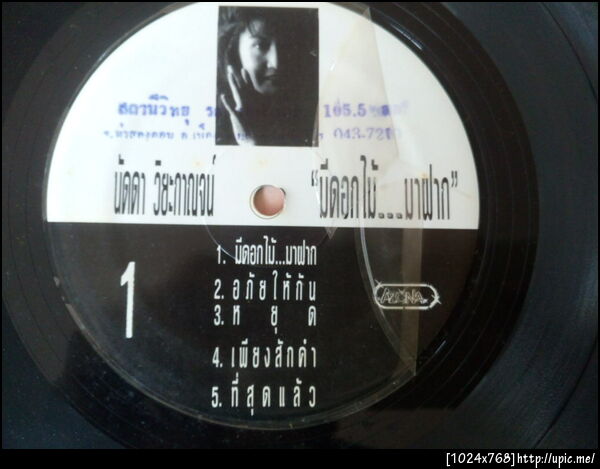 สถานีวิทยุ 105.5
043-7210
นัดดา วิยะกาญจน์ "มีดอกไม้...มาฝาก"
1. มีดอกไม้...มาฝาก
2. อภัยให้กัน
3. หยุด
4. เพียงสักคำ
5. ที่สุดแล้ว
1
[1024x768]http://upic.me/